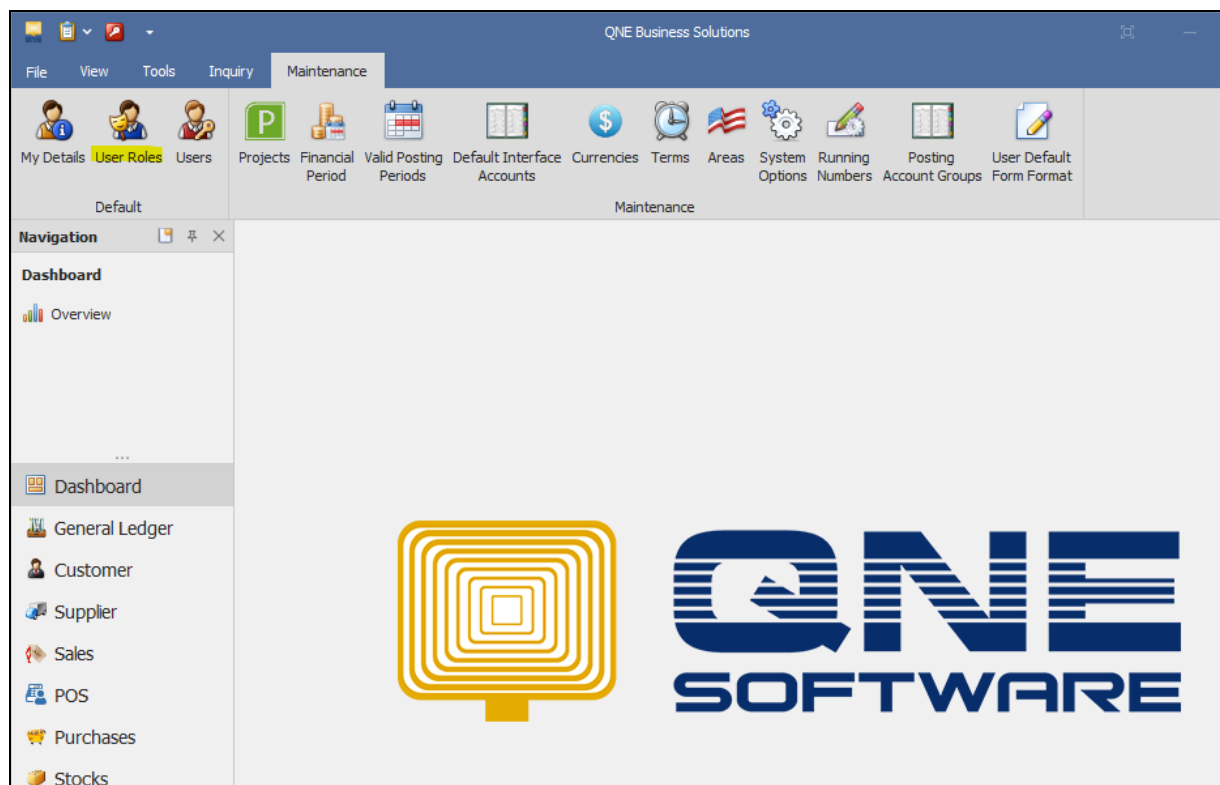 QNE Business Solutions
File View Tools Inquiry Maintenance
P $
My Details User Roles Users Projects Financial Period Valid Posting Periods Default Interface Accounts Currencies Terms Areas System Options Running Numbers Posting Account Groups User Default Form Format
Default Maintenance
Navigation
Dashboard
Overview
Dashboard
General Ledger
Customer
Supplier
Sales
POS
Purchases
Stocks
QNE
SOFTWARE